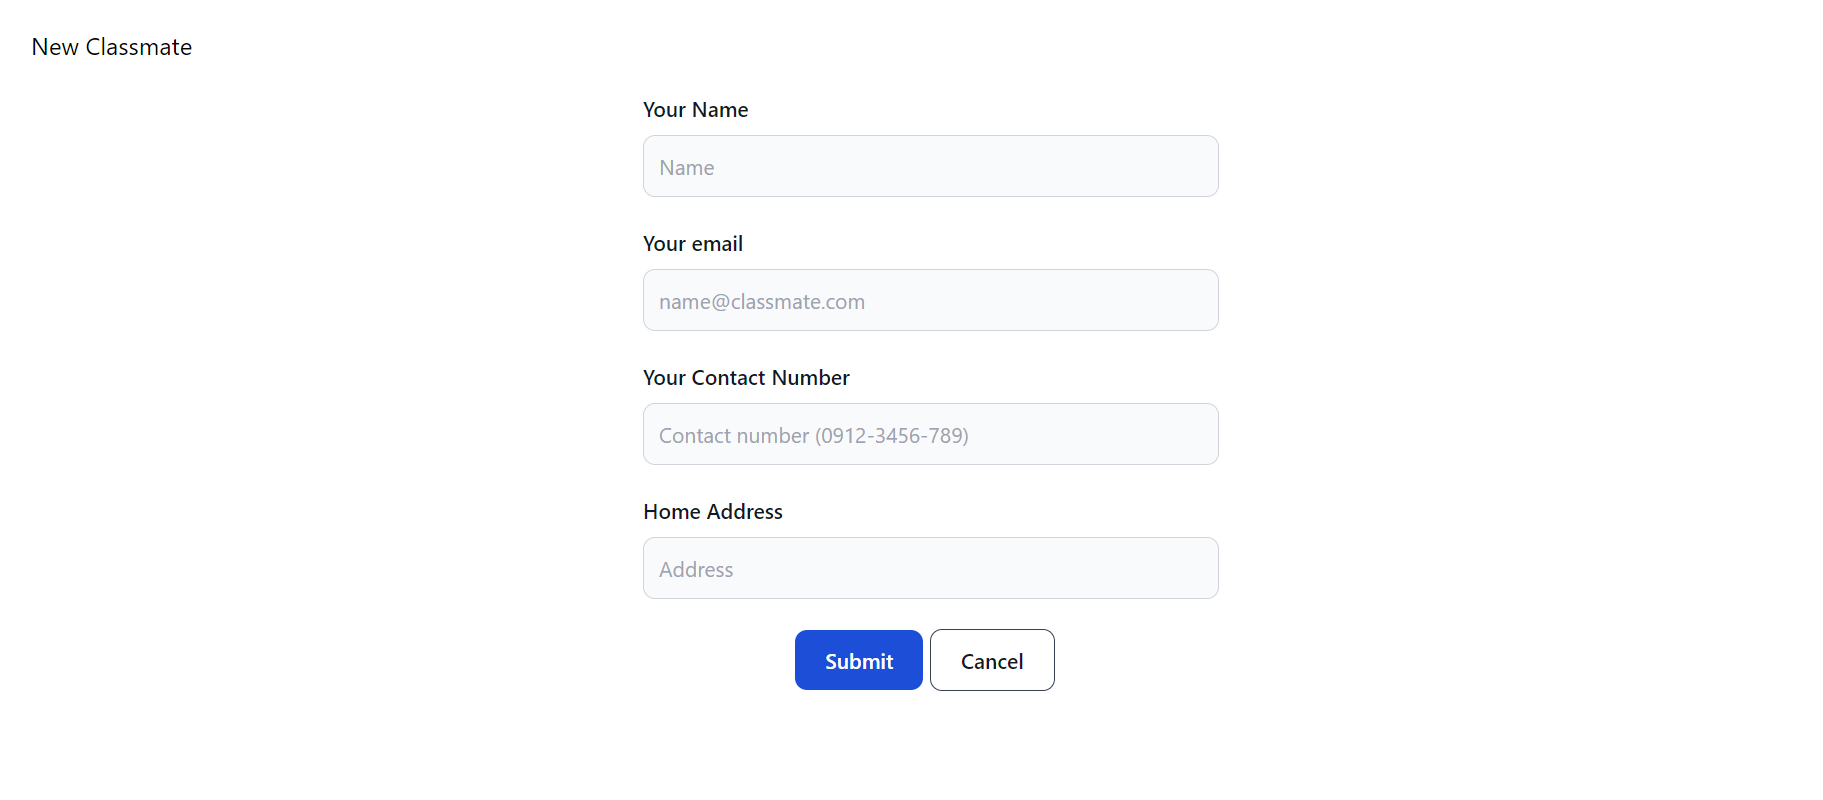 New Classmate
Your Name
Name
Your email
name@classmate.com
Your Contact Number
Contact number (0912-3456-789)
Home Address
Address
Submit Cancel